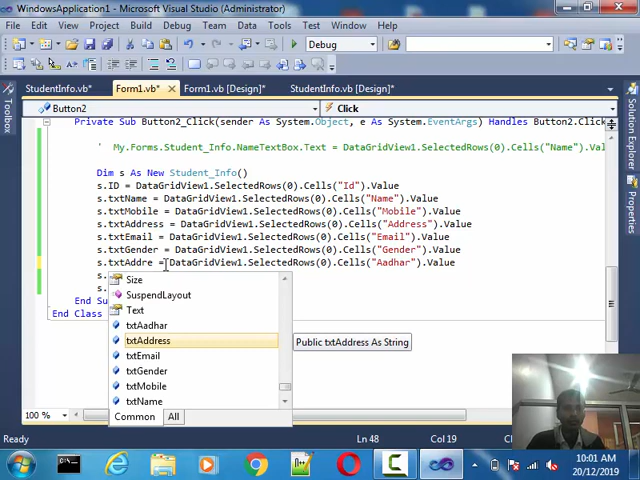 WindowsApplication1 - Microsoft Visual Studio (Administrator)
File Edit View Project Build Debug Team Data Tools Test Window Help
Debug
StudentInfo.vb* Form1.vb* Form1.vb [Design]* StudentInfo.vb [Design]*
Button2 Click
Private Sub Button2_Click(sender As System.Object, e As System.EventArgs) Handles Button2.Click
' My.Forms.Student_Info.NameTextBox.Text = DataGridView1.SelectedRows(0).Cells("Name").Va
Dim s As New Student_Info()
s.ID = DataGridView1.SelectedRows(0).Cells("Id").Value
s.txtName = DataGridView1.SelectedRows(0).Cells("Name").Value
s.txtMobile = DataGridView1.SelectedRows(0).Cells("Mobile").Value
s.txtAddress = DataGridView1.SelectedRows(0).Cells("Address").Value
s.txtEmail = DataGridView1.SelectedRows(0).Cells("Email").Value
s.txtGender = DataGridView1.SelectedRows(0).Cells("Gender").Value
s.txtAddre = DataGridView1.SelectedRows(0).Cells("Aadhar").Value
s.
s.
End Su
End Class
Size
SuspendLayout
Text
txtAadhar
txtAddress
Public txtAddress As String
txtEmail
txtGender
txtMobile
txtName
Common All
Toolbox
Solution Explorer
Properties
100 %
Ready Ln 48 Col 19
10:01 AM
20/12/2019